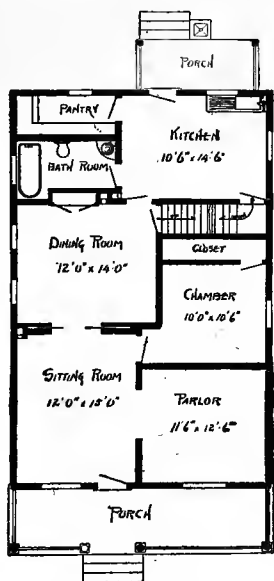 PORCH
PANTRY
KITCHEN
10'6" x 14'6"
BATH ROOM
DINING ROOM
12'0" x 14'0"
CLOSET
CHAMBER
10'0" x 10'6"
SITTING ROOM
12'0" x 15'0"
PARLOR
11'6" x 12'6"
PORCH